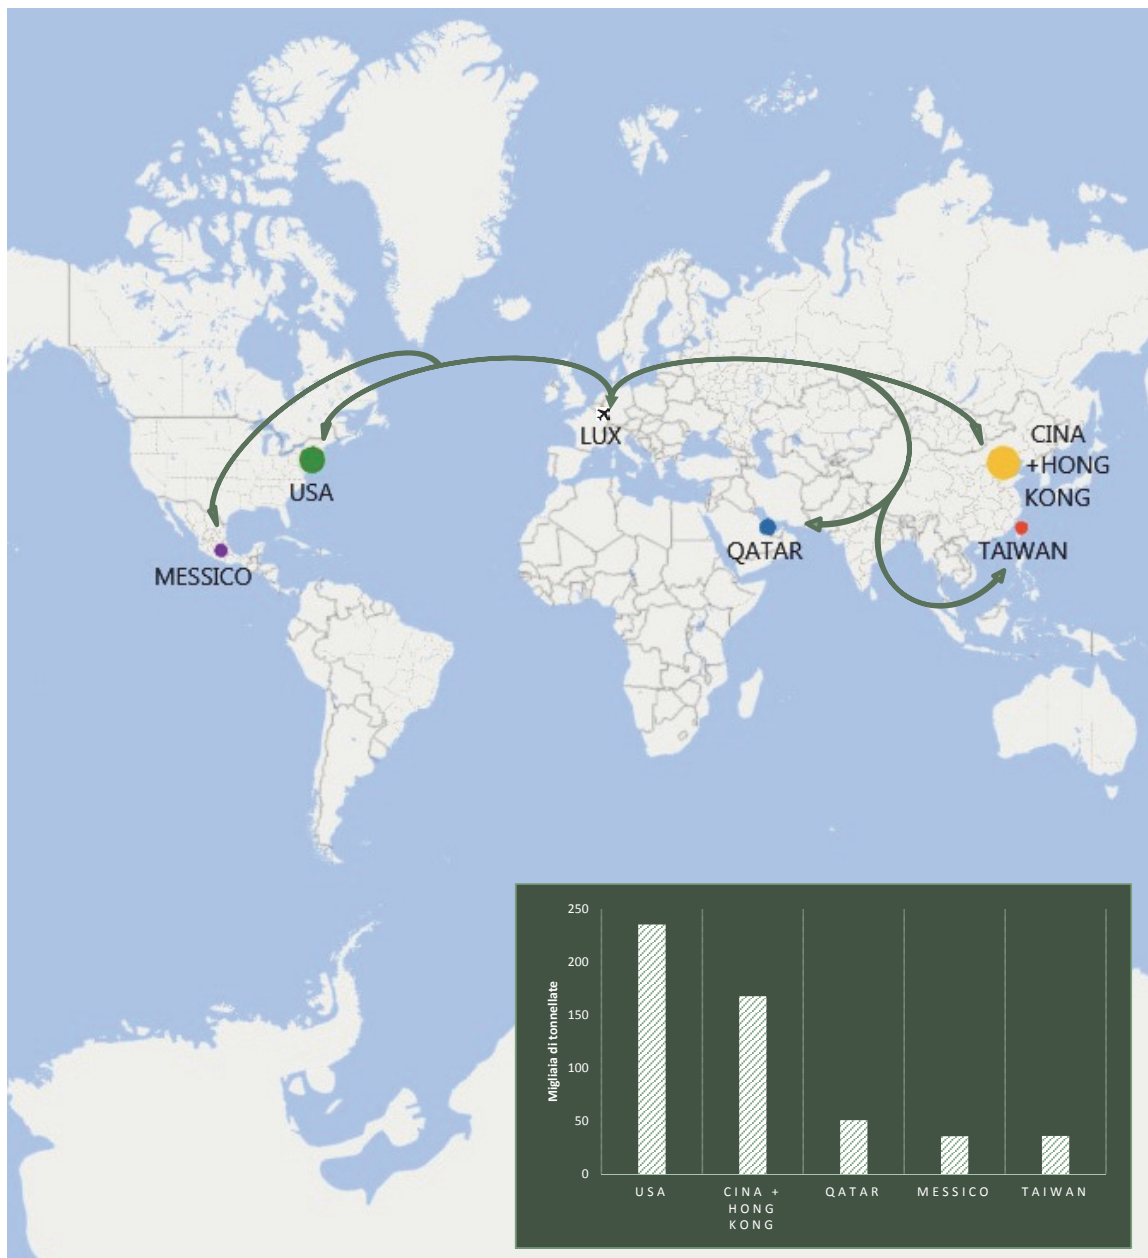 LUX
CINA
+HONG
KONG
USA
QATAR
TAIWAN
MESSICO
250
200
150
100
50
0
Migliaia di tonnellate
USA
CINA +
HONG
KONG
QATAR
MESSICO
TAIWAN